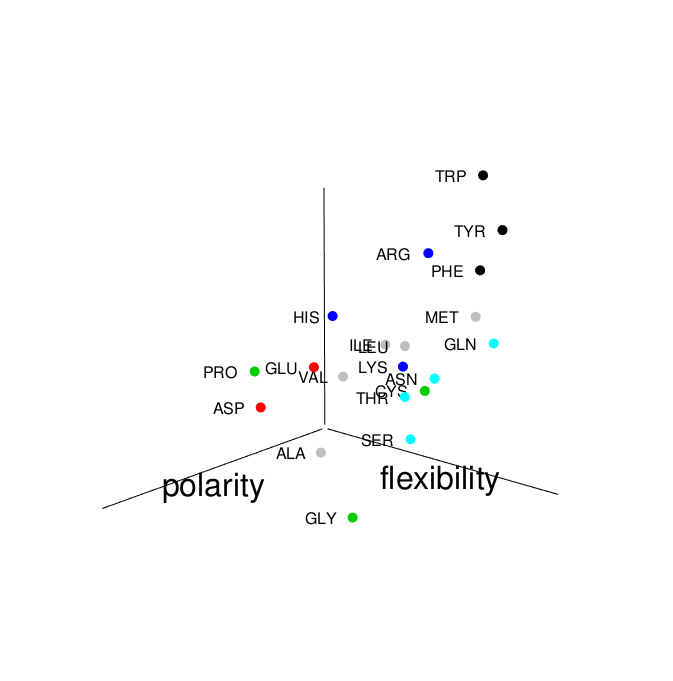 TRP
TYR
ARG
PHE
HIS
MET
GLN
ILE
LEU
PRO
GLU
LYS
VAL
ASN
CYS
THR
ASP
SER
ALA
polarity
flexibility
GLY